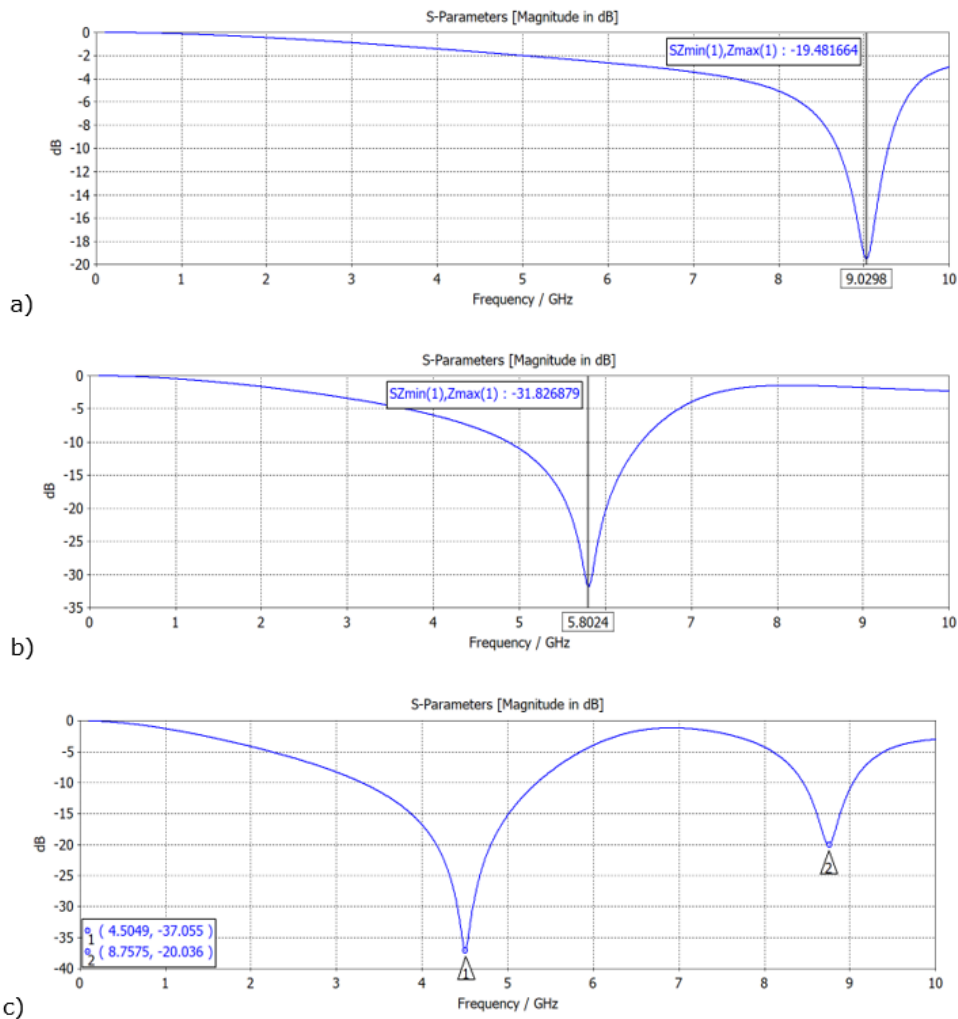 S-Parameters [Magnitude in dB]
SZmin(1),Zmax(1) : -19.481664
0
-2
-4
-6
-8
-10
-12
-14
-16
-18
-20
dB
0 1 2 3 4 5 6 7 8 9.0298 10
Frequency / GHz
a)
S-Parameters [Magnitude in dB]
SZmin(1),Zmax(1) : -31.826879
0
-5
-10
-15
-20
-25
-30
-35
dB
0 1 2 3 4 5 5.8024 7 8 9 10
Frequency / GHz
b)
S-Parameters [Magnitude in dB]
0
-5
-10
-15
-20
-25
-30
-35
-40
dB
2
1 ( 4.5049, -37.055 )
2 ( 8.7575, -20.036 )
1
0 1 2 3 4 5 6 7 8 9 10
Frequency / GHz
c)